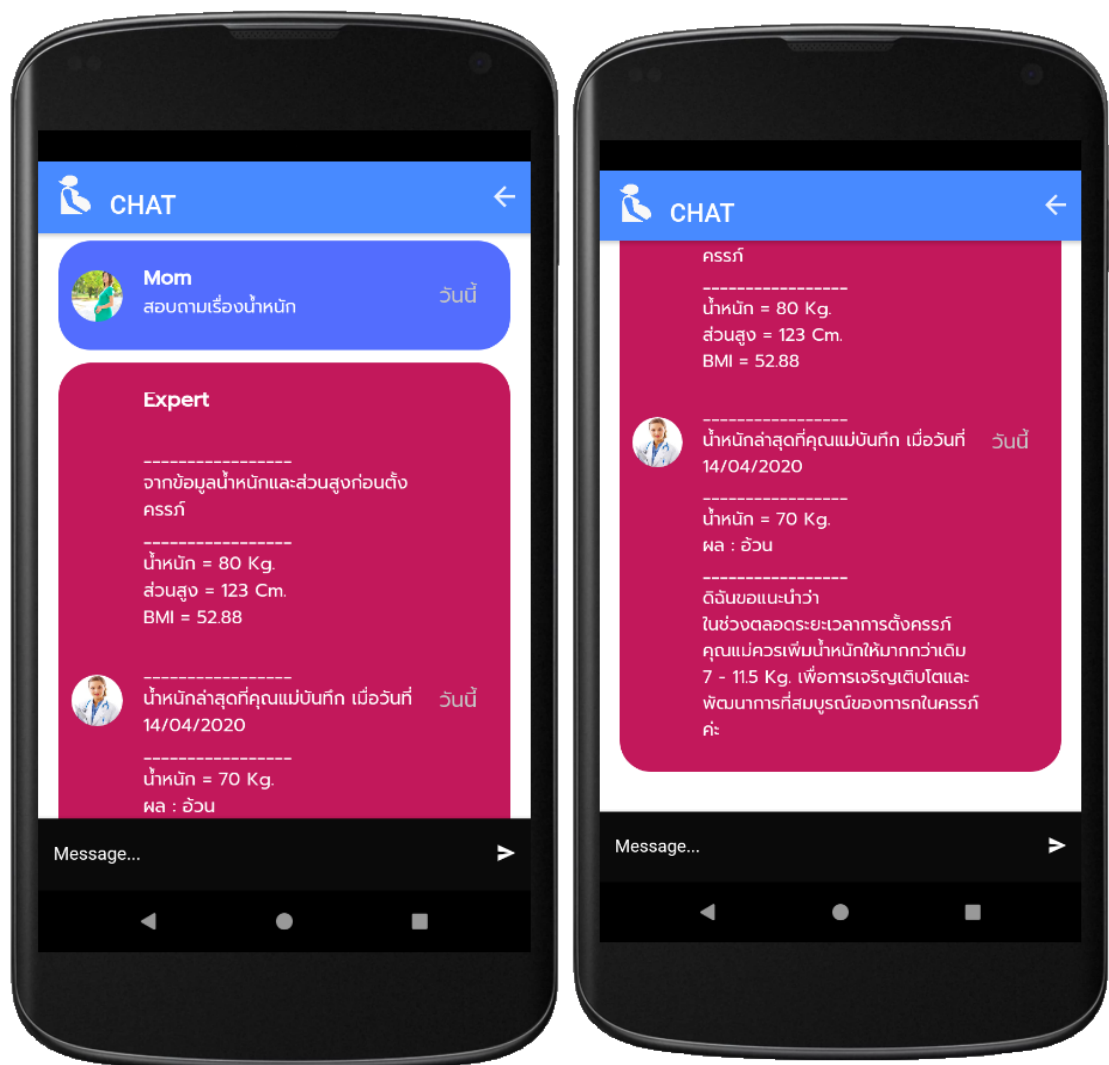 CHAT
Mom
สอบถามเรื่องน้ำหนัก
วันนี้
Expert
_________________
จากข้อมูลน้ำหนักและส่วนสูงก่อนตั้ง
ครรภ์
_________________
น้ำหนัก = 80 Kg.
ส่วนสูง = 123 Cm.
BMI = 52.88
_________________
น้ำหนักล่าสุดที่คุณแม่บันทึก เมื่อวันที่
14/04/2020
วันนี้
_________________
น้ำหนัก = 70 Kg.
ผล : อ้วน
Message...
CHAT
ครรภ์
_________________
น้ำหนัก = 80 Kg.
ส่วนสูง = 123 Cm.
BMI = 52.88
_________________
น้ำหนักล่าสุดที่คุณแม่บันทึก เมื่อวันที่
14/04/2020
วันนี้
_________________
น้ำหนัก = 70 Kg.
ผล : อ้วน
_________________
ดิฉันขอแนะนำว่า
ในช่วงตลอดระยะเวลาการตั้งครรภ์
คุณแม่ควรเพิ่มน้ำหนักให้มากกว่าเดิม
7 - 11.5 Kg. เพื่อการเจริญเติบโตและ
พัฒนาการที่สมบูรณ์ของทารกในครรภ์
ค่ะ
Message...